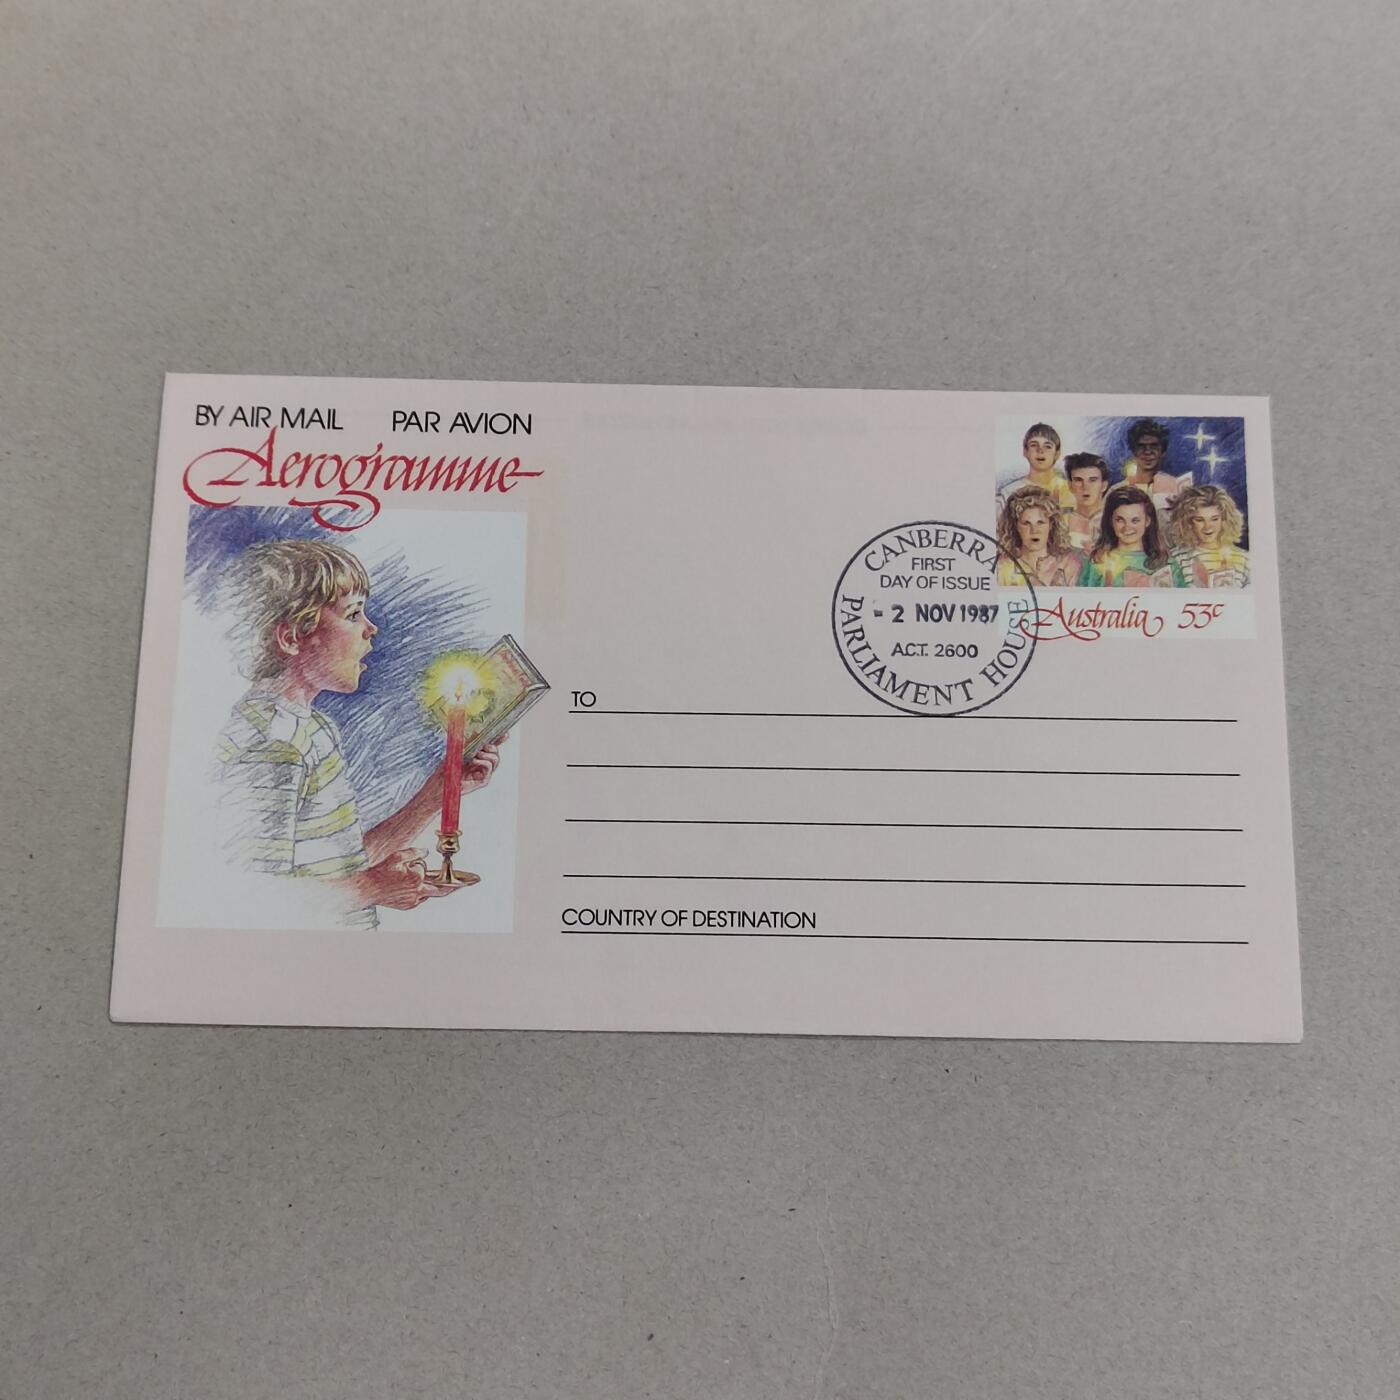 BY AIR MAIL PAR AVION
Aerogramme
CANBERRA
FIRST
DAY OF ISSUE
- 2 NOV 1987
A.C.T. 2600
PARLIAMENT HOUSE
Australia 53c
TO
COUNTRY OF DESTINATION